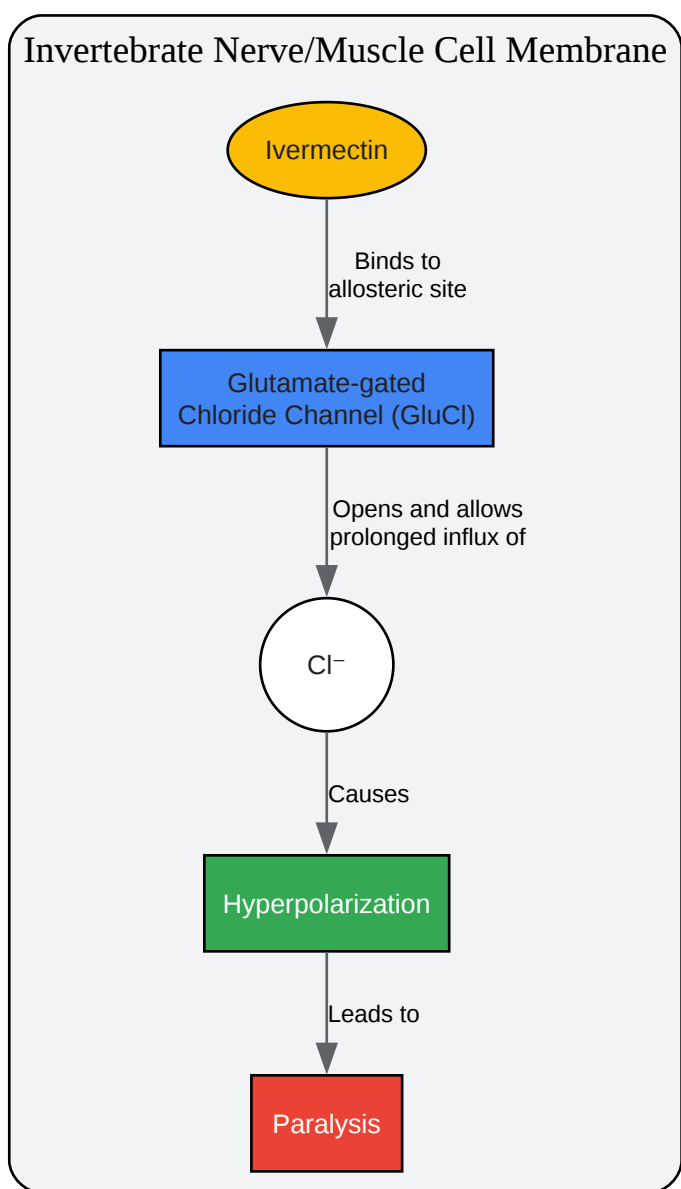 Invertebrate Nerve/Muscle Cell Membrane
Ivermectin
Binds to
allosteric site
Glutamate-gated
Chloride Channel (GluCl)
Opens and allows
prolonged influx of
Cl⁻
Causes
Hyperpolarization
Leads to
Paralysis